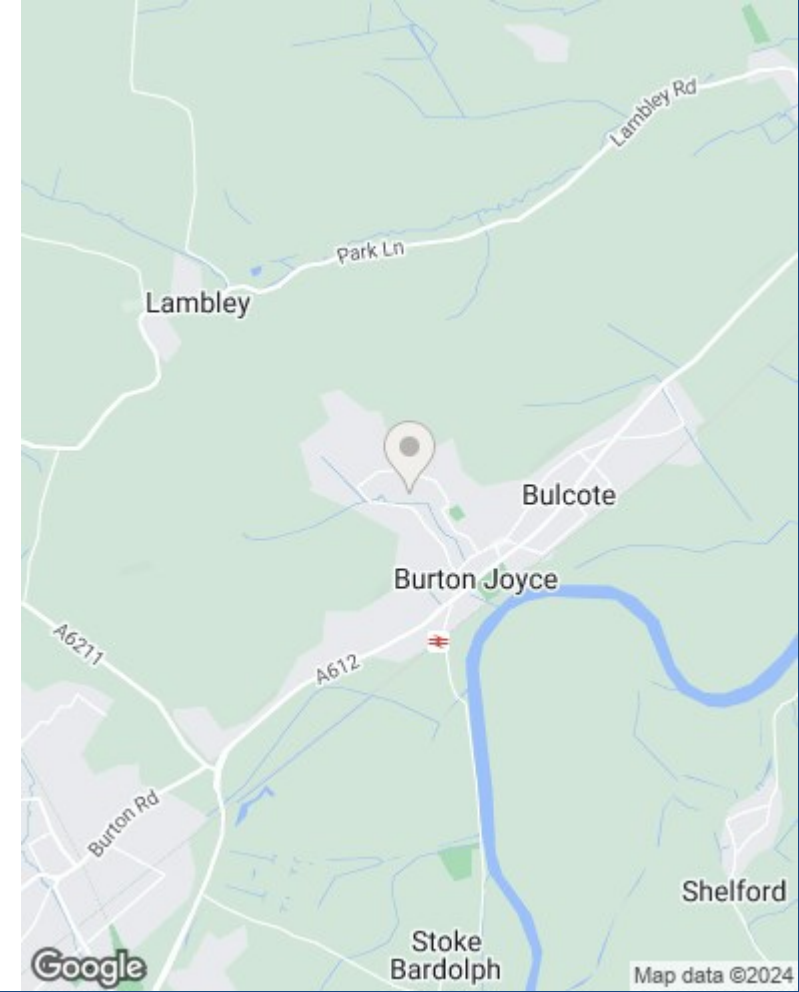 Lambley Rd
Park Ln
Lambley
Bulcote
Burton Joyce
A6211
A612
Burton Rd
Shelford
Stoke
Bardolph
Google
Map data ©2024